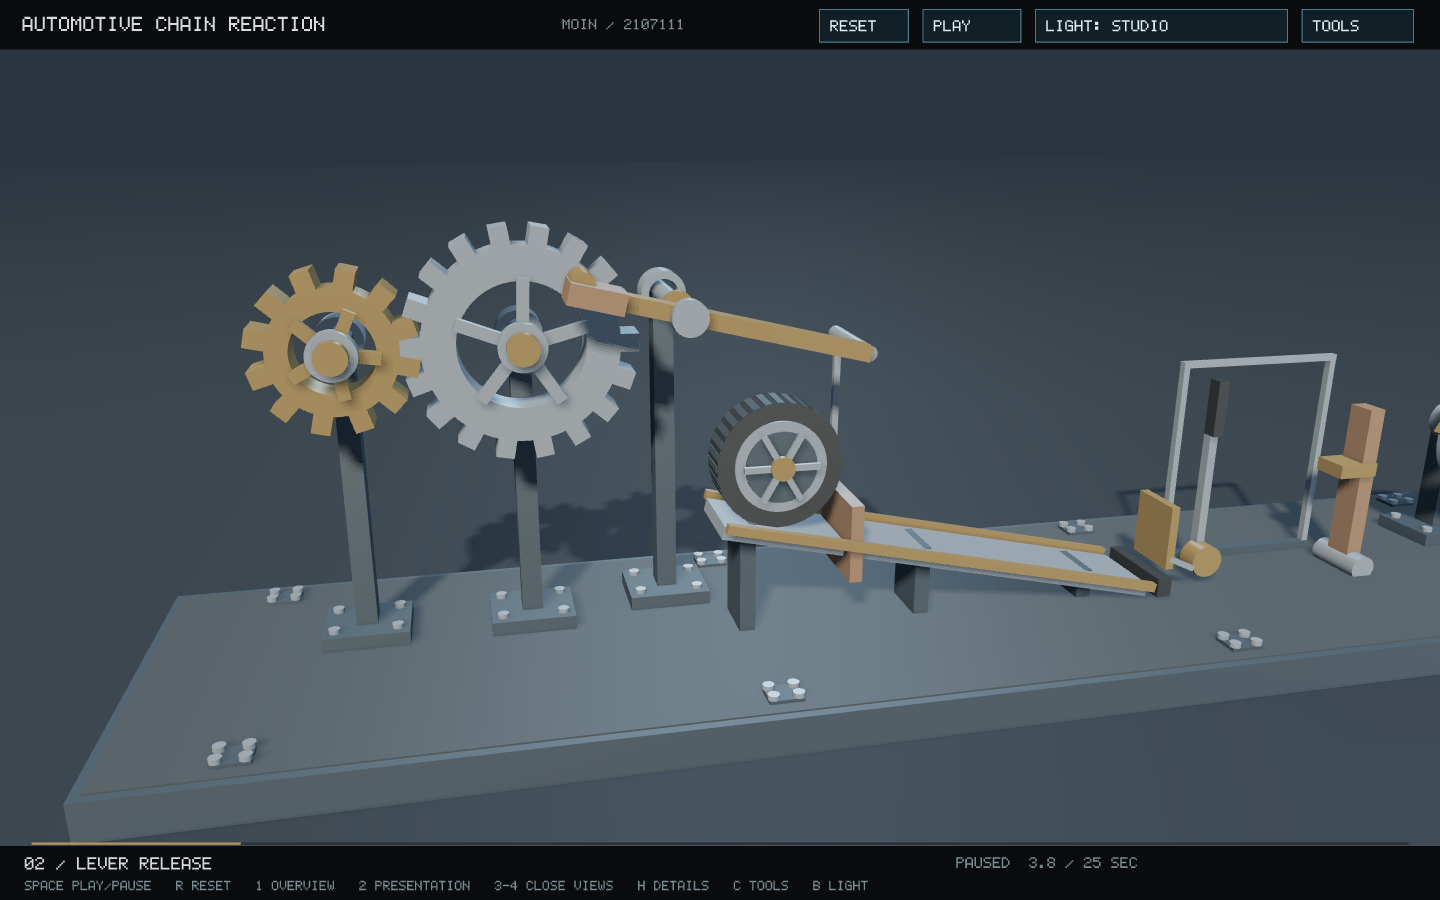 AUTOMOTIVE CHAIN REACTION
MOIN / 2107111
RESET
PLAY
LIGHT: STUDIO
TOOLS
02 / LEVER RELEASE
PAUSED 3.8 / 25 SEC
SPACE PLAY/PAUSE R RESET 1 OVERVIEW 2 PRESENTATION 3-4 CLOSE VIEWS H DETAILS C TOOLS B LIGHT